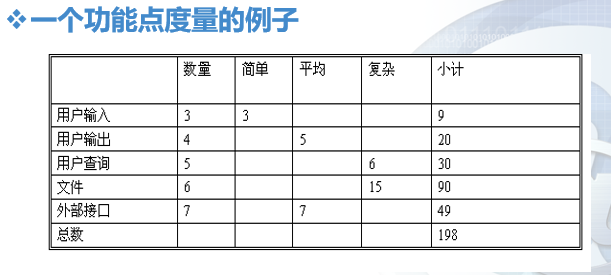 ❖一个功能点度量的例子
数量 简单 平均 复杂 小计
用户输入 3 3 9
用户输出 4 5 20
用户查询 5 6 30
文件 6 15 90
外部接口 7 7 49
总数 198